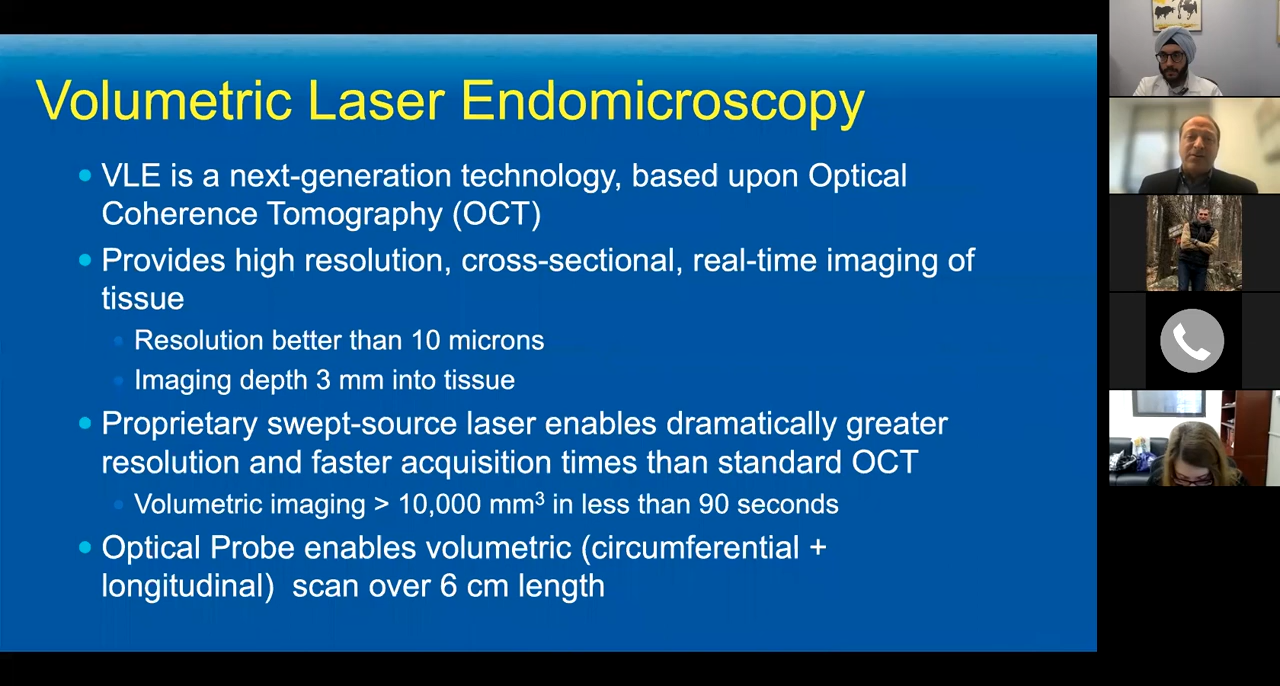 Volumetric Laser Endomicroscopy
• VLE is a next-generation technology, based upon Optical
Coherence Tomography (OCT)
• Provides high resolution, cross-sectional, real-time imaging of
tissue
• Resolution better than 10 microns
• Imaging depth 3 mm into tissue
• Proprietary swept-source laser enables dramatically greater
resolution and faster acquisition times than standard OCT
• Volumetric imaging > 10,000 mm³ in less than 90 seconds
• Optical Probe enables volumetric (circumferential +
longitudinal)  scan over 6 cm length